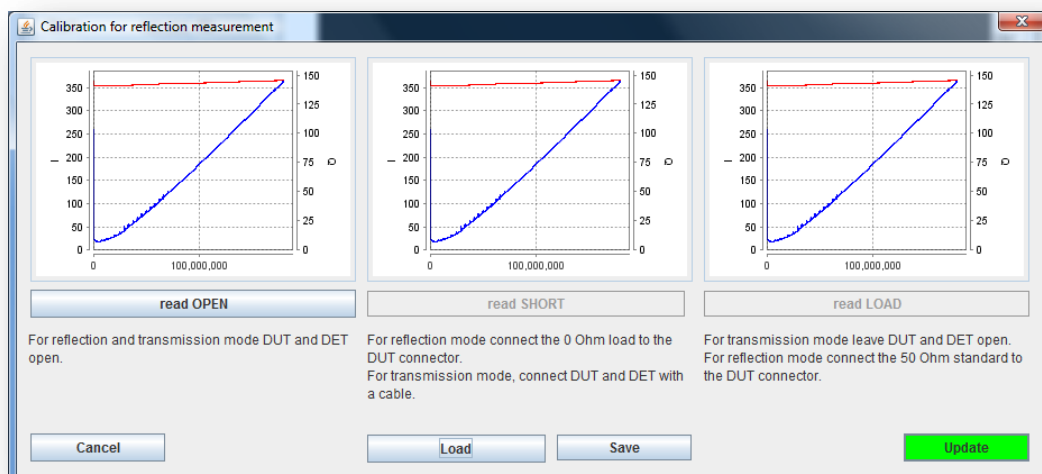 Calibration for reflection measurement
350
300
250
200
150
100
50
0
I
150
125
100
75
50
25
0
Q
0
100,000,000
350
300
250
200
150
100
50
0
I
150
125
100
75
50
25
0
Q
0
100,000,000
350
300
250
200
150
100
50
0
I
150
125
100
75
50
25
0
Q
0
100,000,000
read OPEN
read SHORT
read LOAD
For reflection and transmission mode DUT and DET
open.
For reflection mode connect the 0 Ohm load to the
DUT connector.
For transmission mode, connect DUT and DET with
a cable.
For transmission mode leave DUT and DET open.
For reflection mode connect the 50 Ohm standard to
the DUT connector.
Cancel
Load
Save
Update